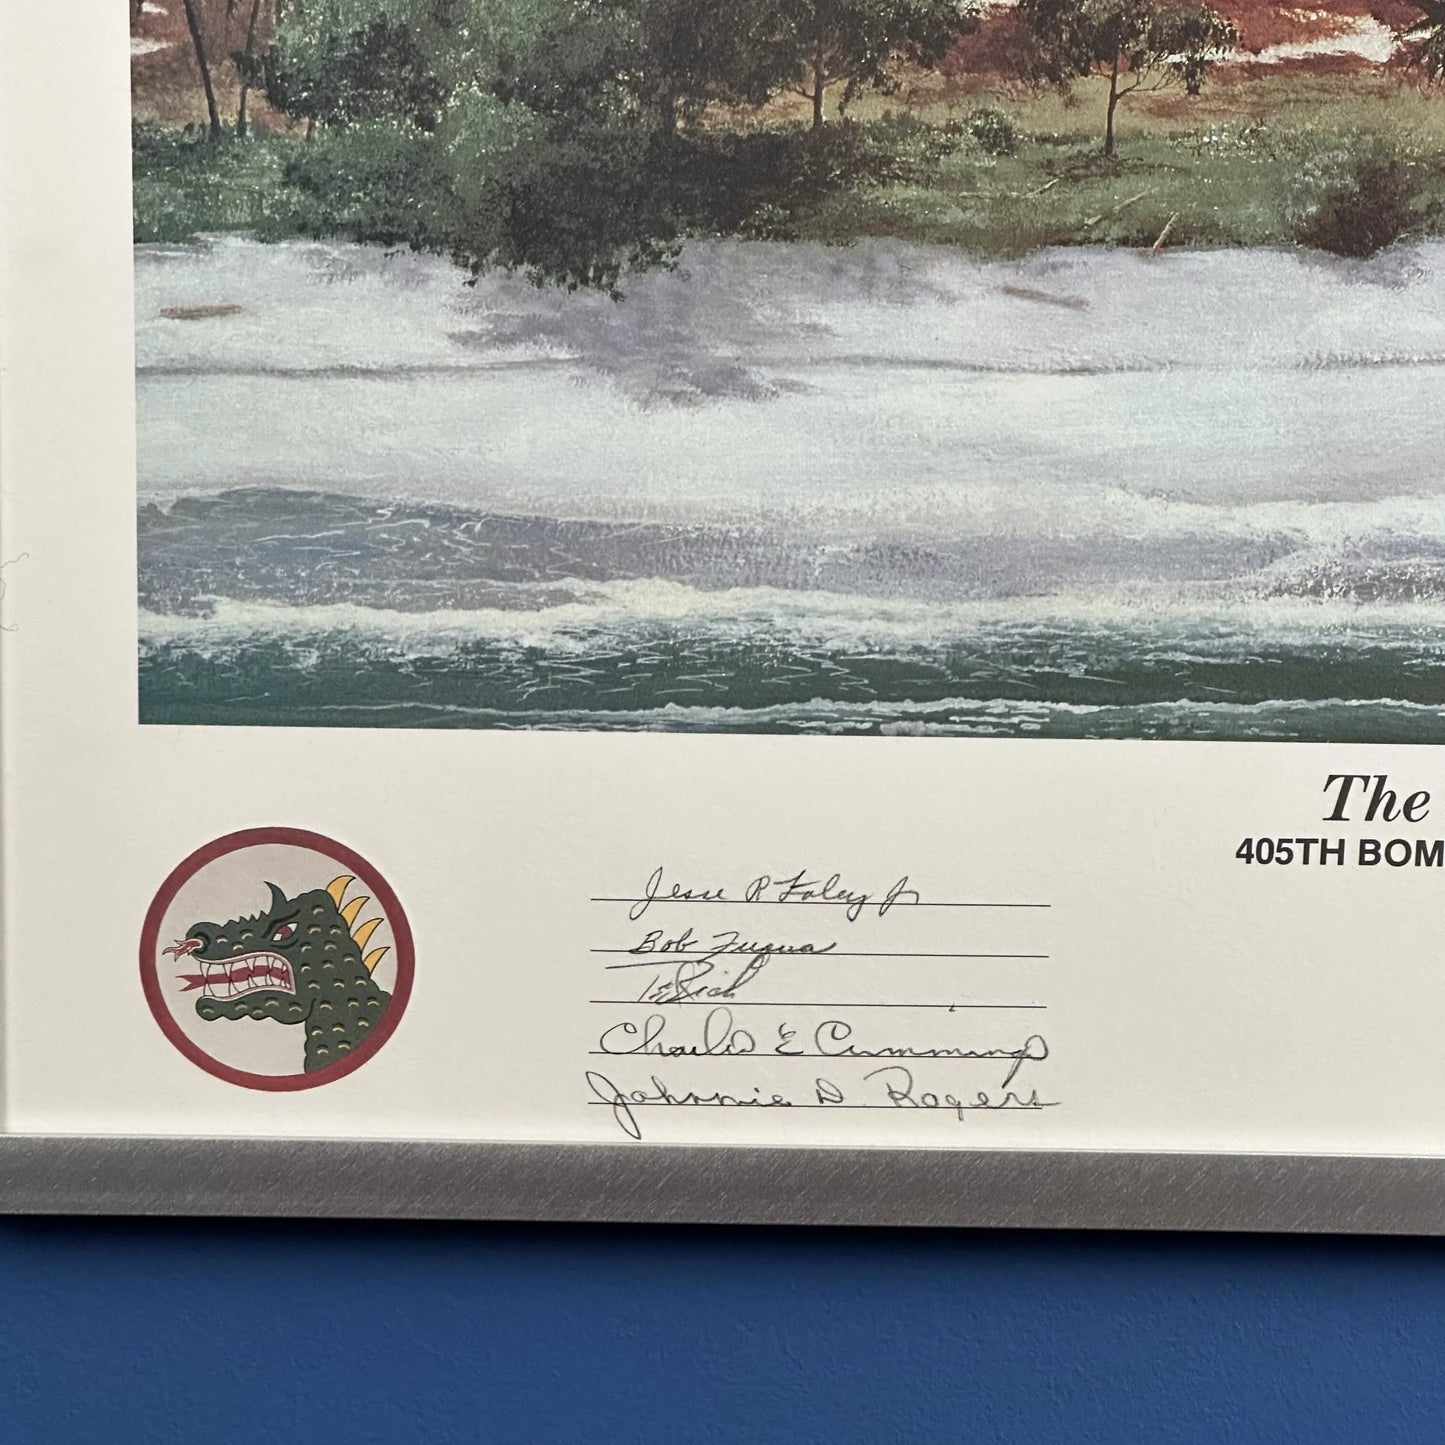 The
405TH BOM
Jesse R Foley Jr
Bob Fuqua
Charles E Cummings
Johnnie D. Rogers